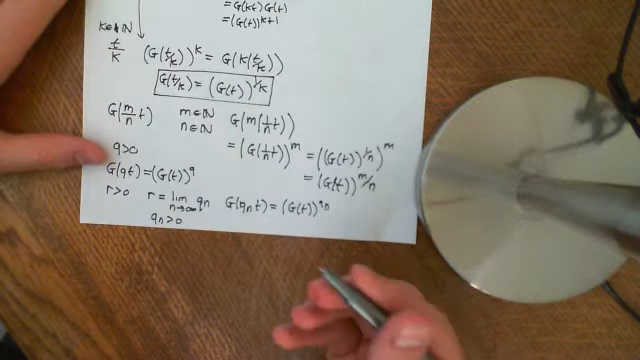 = G(kt) G(t)
= (G(t))^{k+1}
k∈ℕ
t/k (G(t/k))^k = G(k(t/k))
G(t/k) = (G(t))^{1/k}
G(m/n t) m∈ℕ n∈ℕ G(m(1/n t))
= (G(1/n t))^m = ((G(t))^{1/n})^m
= (G(t))^{m/n}
q>0
G(qt) = (G(t))^q
r>0 r = lim_{n→∞} q_n G(q_n t) = (G(t))^{q_n}
q_n>0